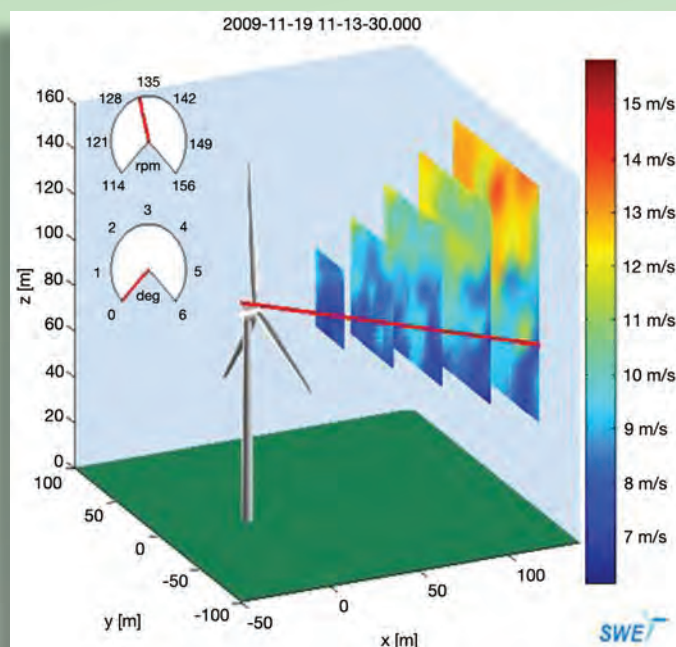 2009-11-19 11-13-30.000
135
128
142
121
149
rpm
114
156
3
2
4
1
5
deg
0
6
z [m]
160
140
120
100
80
60
40
20
0
100
50
0
-50
-100
y [m]
-50
0
50
100
x [m]
15 m/s
14 m/s
13 m/s
12 m/s
11 m/s
10 m/s
9 m/s
8 m/s
7 m/s
SWE